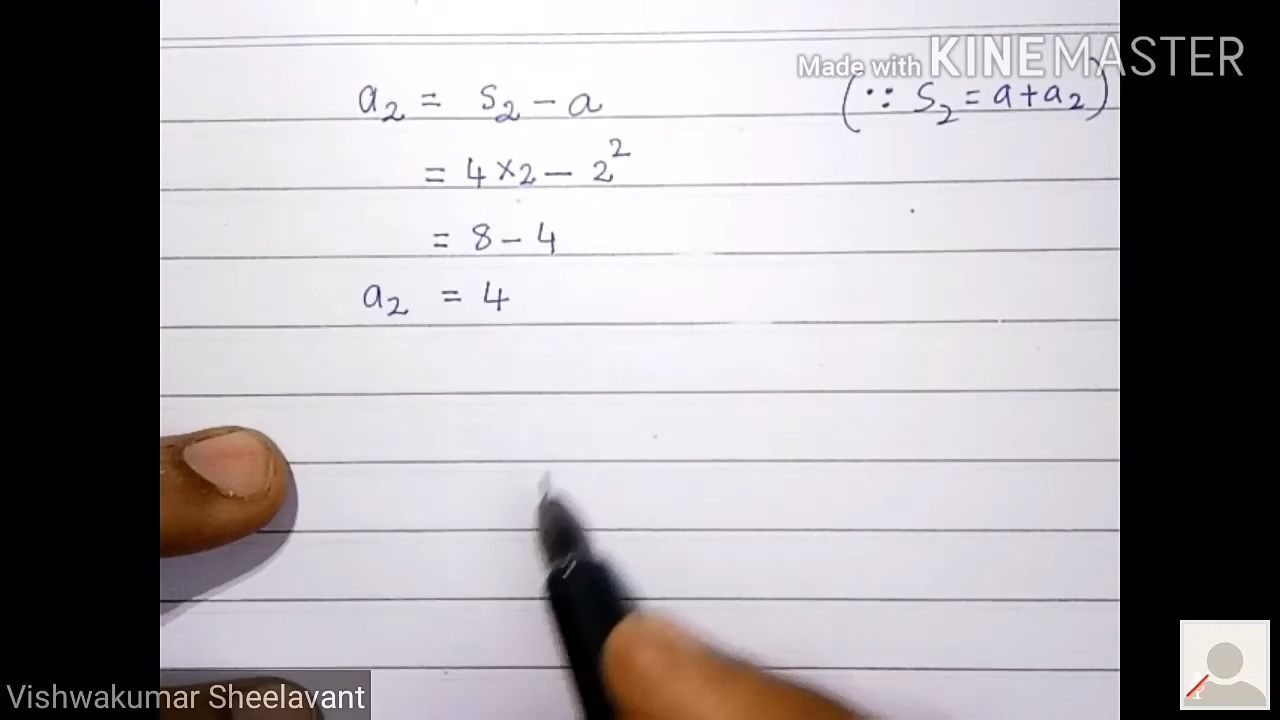 Made with KINEMASTER
a₂ = S₂ – a (∵ S₂ = a + a₂)
= 4 × 2 – 2²
= 8 – 4
a₂ = 4
Vishwakumar Sheelavant